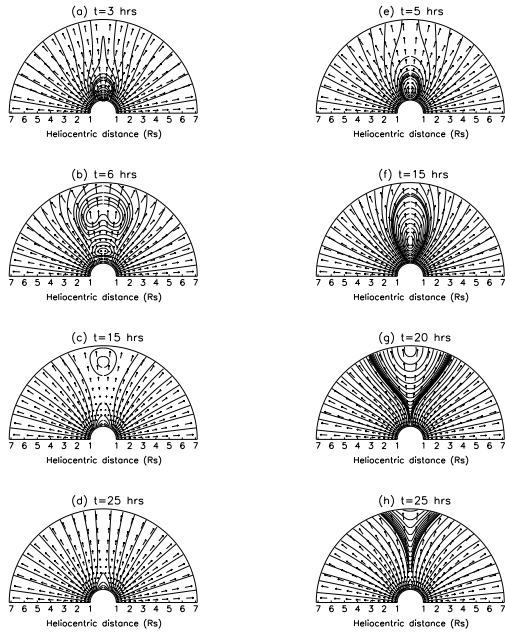 (a) t=3 hrs
7 6 5 4 3 2 1 1 2 3 4 5 6 7
Heliocentric distance (Rs)
(b) t=6 hrs
7 6 5 4 3 2 1 1 2 3 4 5 6 7
Heliocentric distance (Rs)
(c) t=15 hrs
7 6 5 4 3 2 1 1 2 3 4 5 6 7
Heliocentric distance (Rs)
(d) t=25 hrs
7 6 5 4 3 2 1 1 2 3 4 5 6 7
Heliocentric distance (Rs)
(e) t=5 hrs
7 6 5 4 3 2 1 1 2 3 4 5 6 7
Heliocentric distance (Rs)
(f) t=15 hrs
7 6 5 4 3 2 1 1 2 3 4 5 6 7
Heliocentric distance (Rs)
(g) t=20 hrs
7 6 5 4 3 2 1 1 2 3 4 5 6 7
Heliocentric distance (Rs)
(h) t=25 hrs
7 6 5 4 3 2 1 1 2 3 4 5 6 7
Heliocentric distance (Rs)